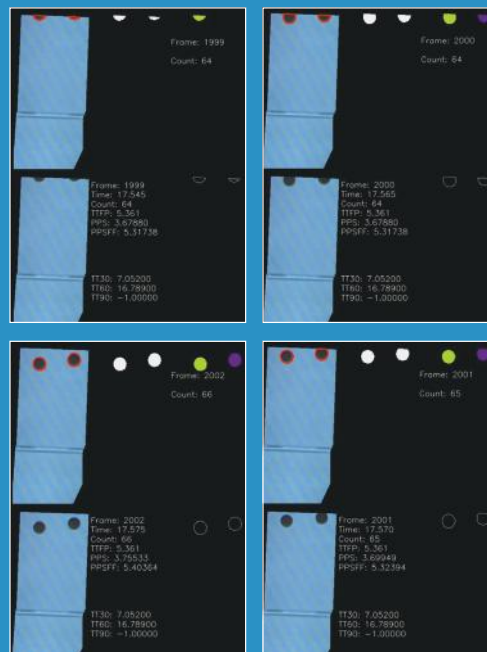 Frame: 1999
Count: 64
Frame: 1999
Time: 17.545
Count: 64
TTFP: 5.361
PPS: 3.67880
PPSFF: 5.31738
TT30: 7.05200
TT60: 16.78900
TT90: -1.00000
Frame: 2000
Count: 64
Frame: 2000
Time: 17.565
Count: 64
TTFP: 5.361
PPS: 3.67880
PPSFF: 5.31738
TT30: 7.05200
TT60: 16.78900
TT90: -1.00000
Frame: 2002
Count: 66
Frame: 2002
Time: 17.575
Count: 66
TTFP: 5.361
PPS: 3.75533
PPSFF: 5.40364
TT30: 7.05200
TT60: 16.78900
TT90: -1.00000
Frame: 2001
Count: 65
Frame: 2001
Time: 17.570
Count: 65
TTFP: 5.361
PPS: 3.69949
PPSFF: 5.32394
TT30: 7.05200
TT60: 16.78900
TT90: -1.00000